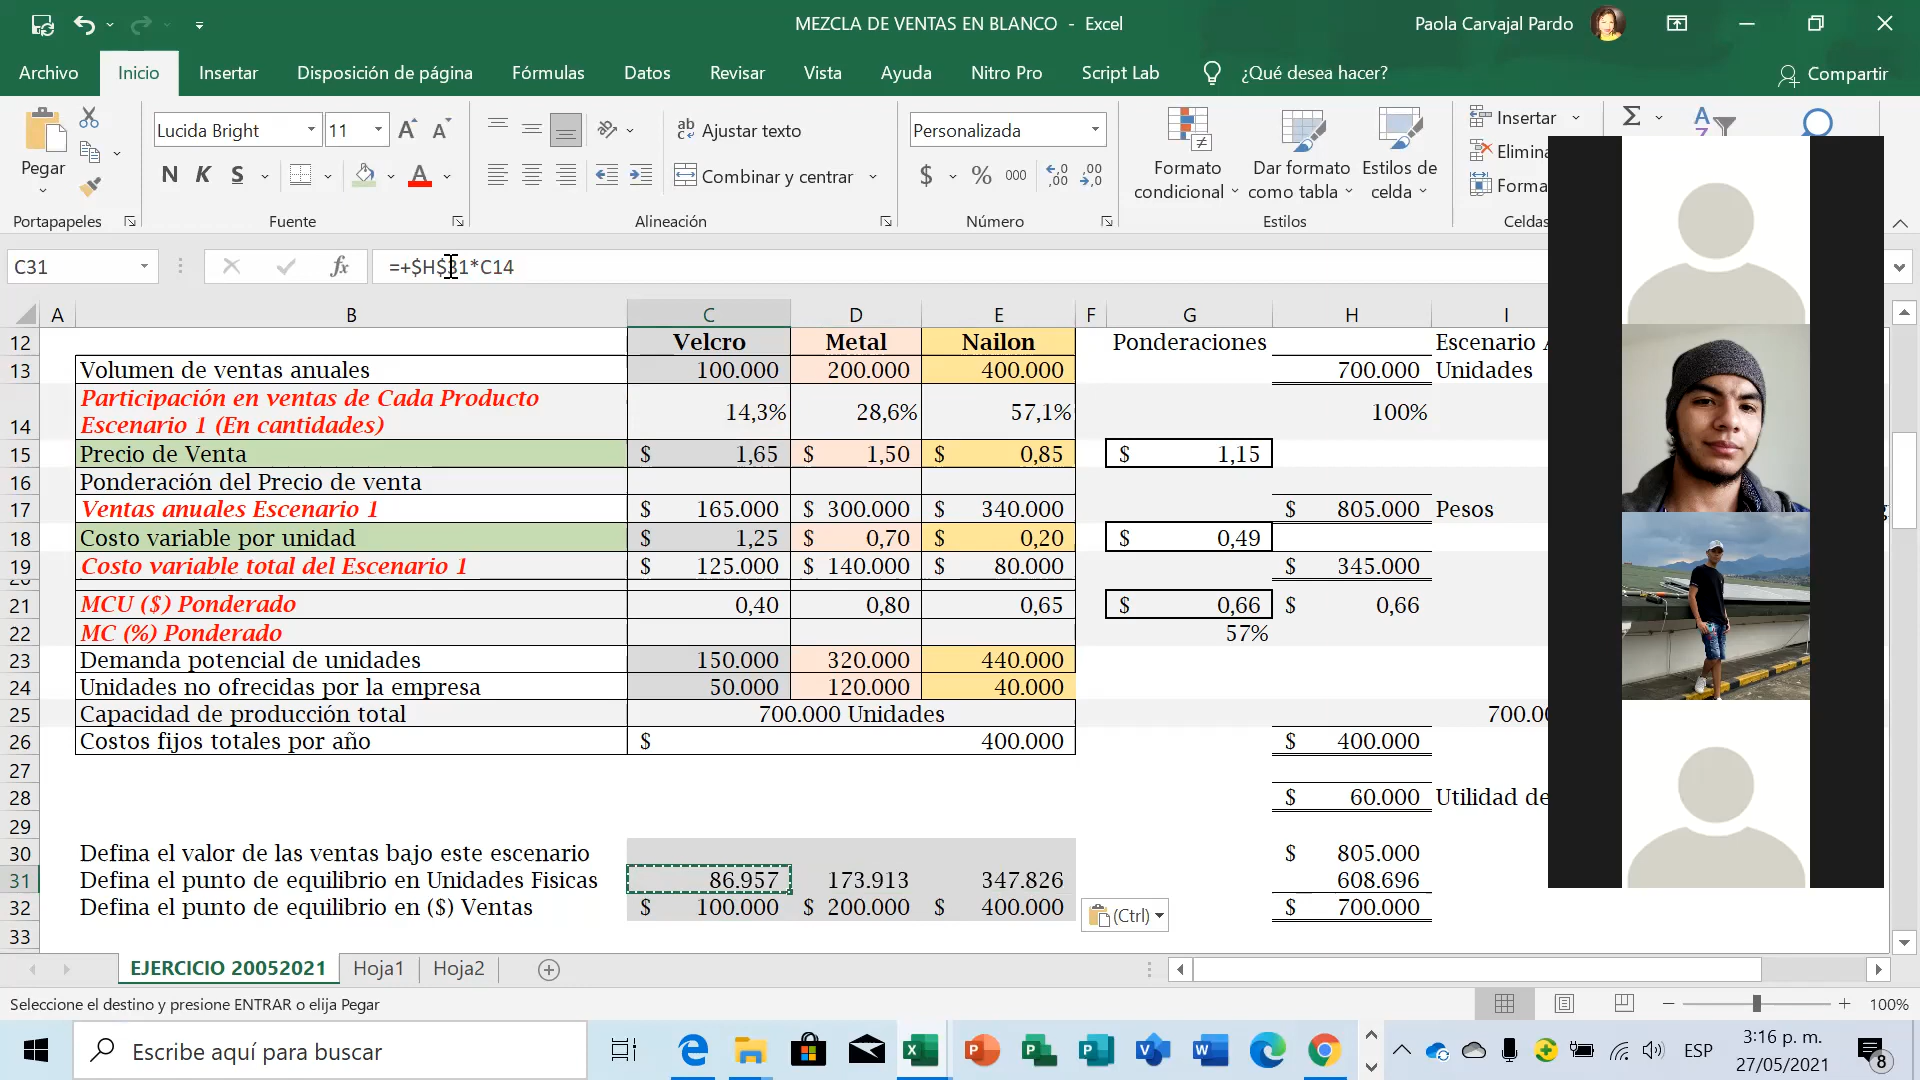 MEZCLA DE VENTAS EN BLANCO - Excel
Paola Carvajal Pardo
Archivo Inicio Insertar Disposición de página Fórmulas Datos Revisar Vista Ayuda Nitro Pro Script Lab ¿Qué desea hacer? Compartir
Pegar
Lucida Bright 11
Ajustar texto
Personalizada
N K S
Combinar y centrar
$ % 000
Formato condicional
Dar formato como tabla
Estilos de celda
Insertar
Elimina
Forma
Portapapeles Fuente Alineación Número Estilos Celdas
C31 fx =+$H$31*C14
A B C D E F G H I
12 Velcro Metal Nailon Ponderaciones Escenario
13 Volumen de ventas anuales 100.000 200.000 400.000 700.000 Unidades
Participación en ventas de Cada Producto
14 Escenario 1 (En cantidades) 14,3% 28,6% 57,1% 100%
15 Precio de Venta $ 1,65 $ 1,50 $ 0,85 $ 1,15
16 Ponderación del Precio de venta
17 Ventas anuales Escenario 1 $ 165.000 $ 300.000 $ 340.000 $ 805.000 Pesos
18 Costo variable por unidad $ 1,25 $ 0,70 $ 0,20 $ 0,49
19 Costo variable total del Escenario 1 $ 125.000 $ 140.000 $ 80.000 $ 345.000
21 MCU ($) Ponderado 0,40 0,80 0,65 $ 0,66 $ 0,66
22 MC (%) Ponderado 57%
23 Demanda potencial de unidades 150.000 320.000 440.000
24 Unidades no ofrecidas por la empresa 50.000 120.000 40.000
25 Capacidad de producción total 700.000 Unidades 700.00
26 Costos fijos totales por año $ 400.000 $ 400.000
27
28 $ 60.000 Utilidad de
29
30 Defina el valor de las ventas bajo este escenario $ 805.000
31 Defina el punto de equilibrio en Unidades Fisicas 86.957 173.913 347.826 608.696
32 Defina el punto de equilibrio en ($) Ventas $ 100.000 $ 200.000 $ 400.000 (Ctrl) $ 700.000
33
EJERCICIO 20052021 Hoja1 Hoja2
Seleccione el destino y presione ENTRAR o elija Pegar 100%
Escribe aquí para buscar
ESP
3:16 p. m.
27/05/2021
8